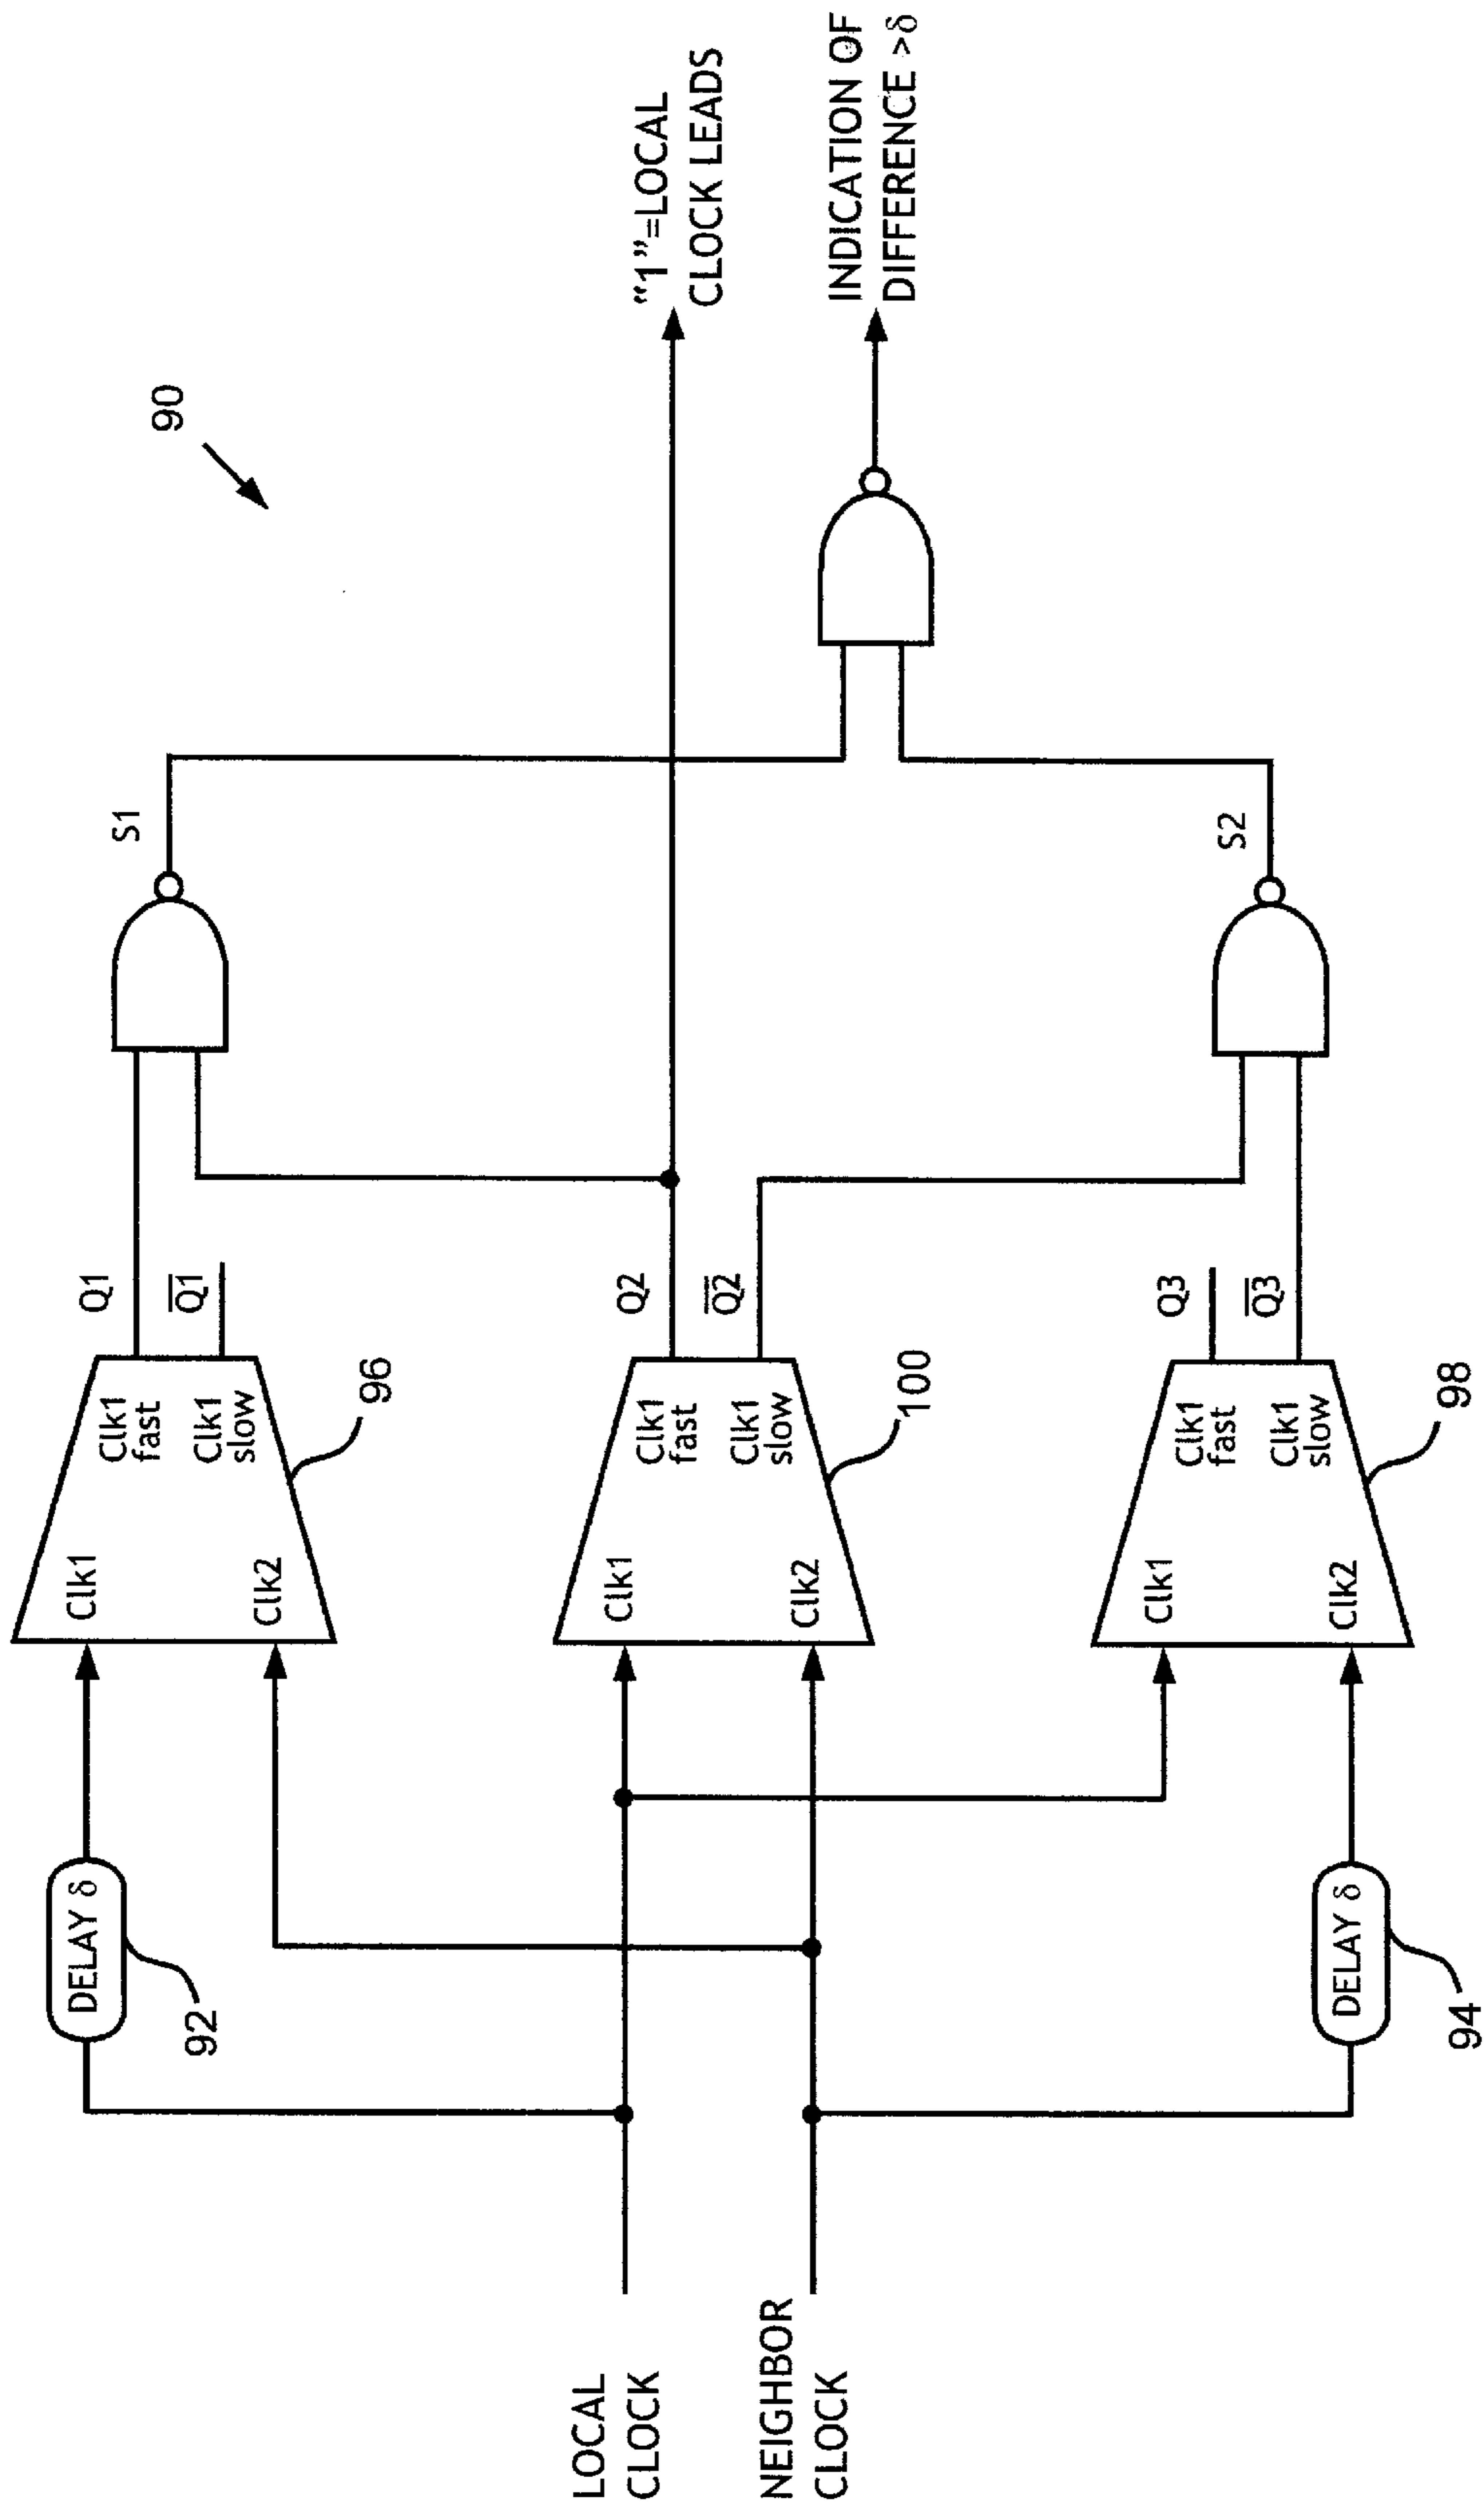 90
DELAY δ
92
Clk1
Clk2
Clk1
fast
Clk1
slow
96
Q1
Q1
S1
LOCAL
CLOCK
NEIGHBOR
CLOCK
Clk1
Clk2
Clk1
fast
Clk1
slow
100
Q2
Q2
"1"=LOCAL
CLOCK LEADS
INDICATION OF
DIFFERENCE >δ
DELAY δ
94
Clk1
Clk2
Clk1
fast
Clk1
slow
98
Q3
Q3
S2